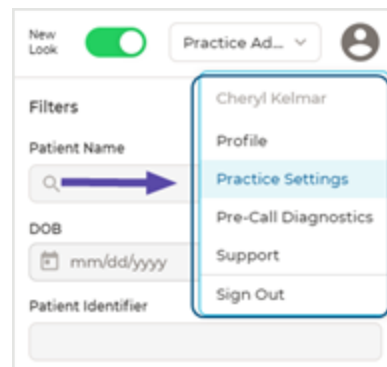 New
Look
Practice Ad...
Filters
Patient Name
DOB
mm/dd/yyyy
Patient Identifier
Cheryl Kelmar
Profile
Practice Settings
Pre-Call Diagnostics
Support
Sign Out